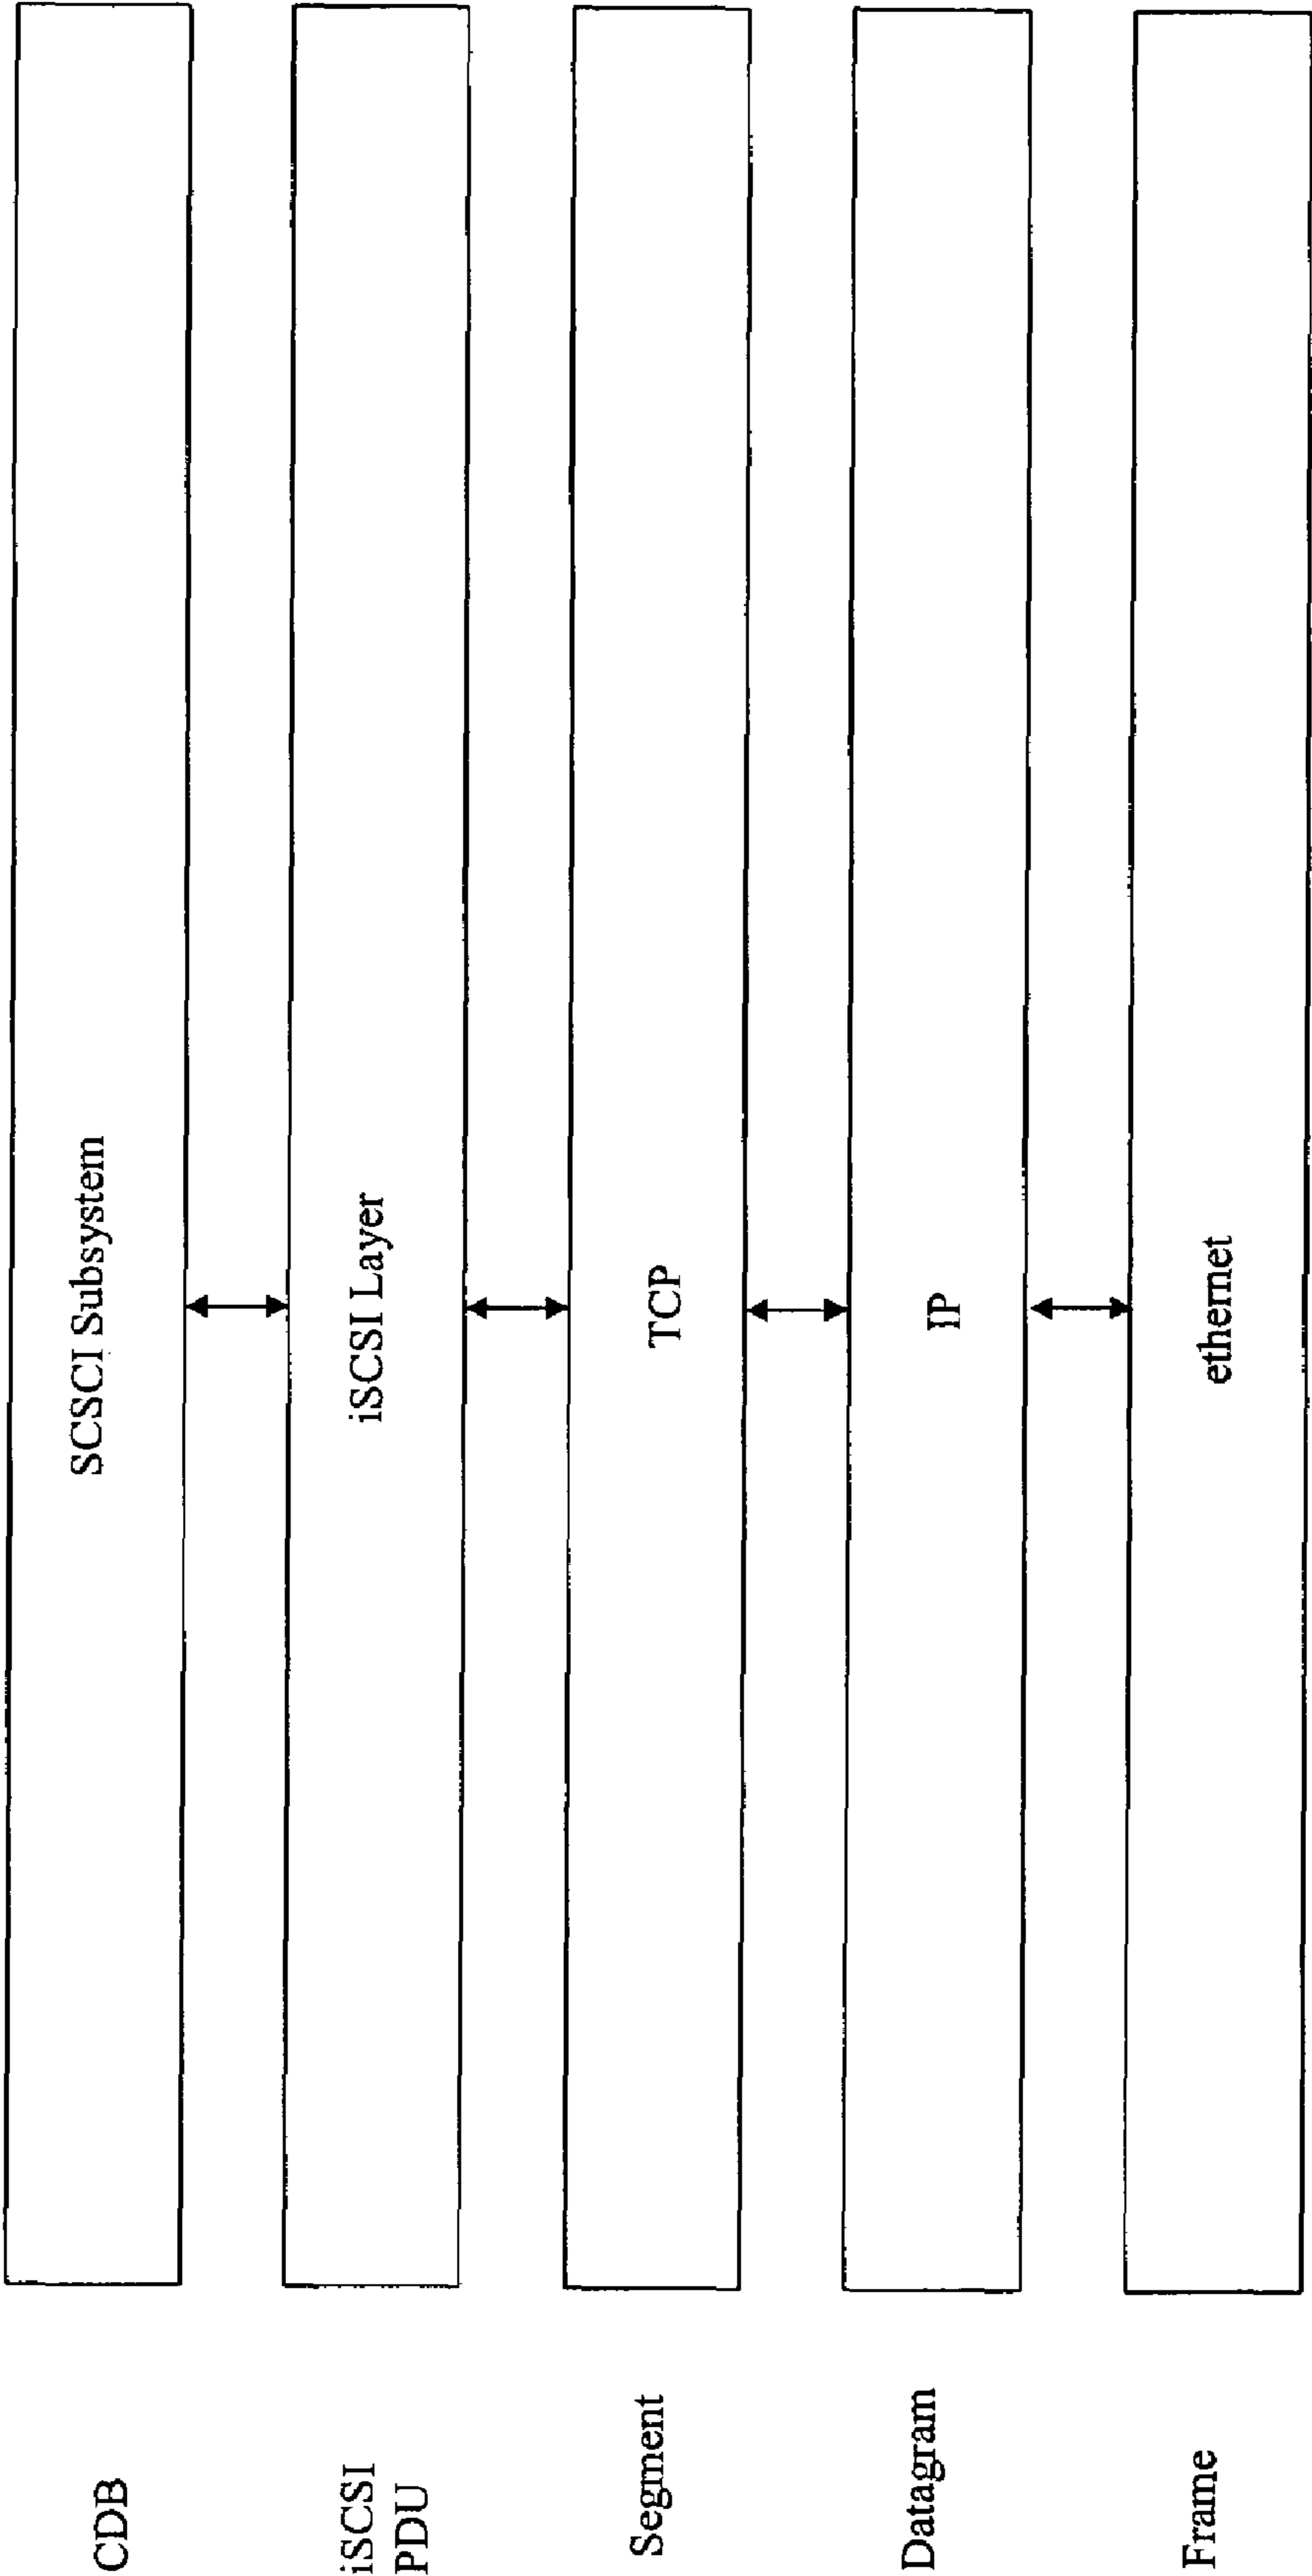 CDB
SCSCI Subsystem
iSCSI
PDU
iSCSI Layer
Segment
TCP
Datagram
IP
Frame
ethernet